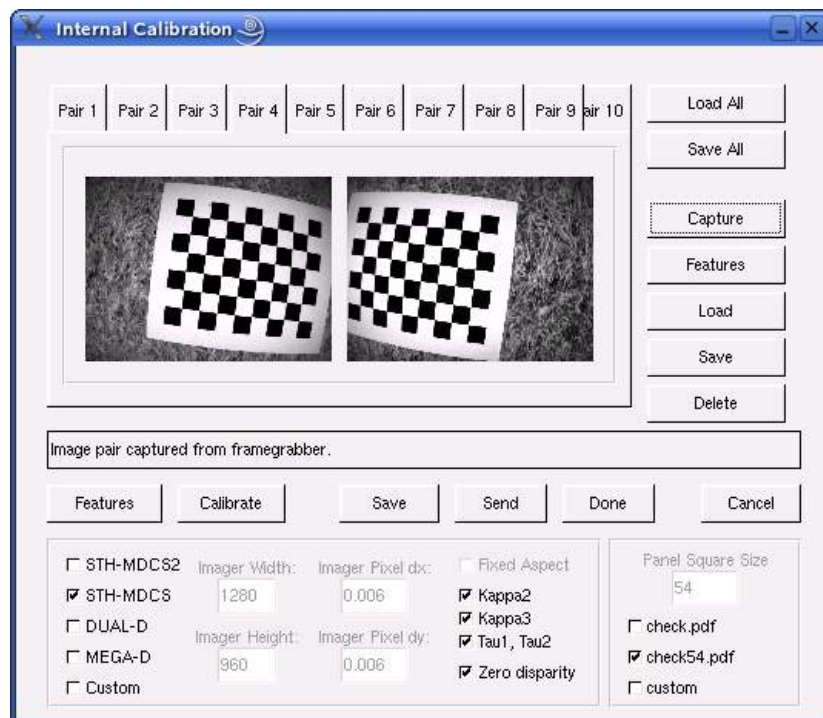 Internal Calibration
Pair 1 Pair 2 Pair 3 Pair 4 Pair 5 Pair 6 Pair 7 Pair 8 Pair 9 air 10
Load All
Save All
Capture
Features
Load
Save
Delete
Image pair captured from framegrabber.
Features Calibrate Save Send Done Cancel
STH-MDCS2
STH-MDCS
DUAL-D
MEGA-D
Custom
Imager Width:
1280
Imager Height:
960
Imager Pixel dx:
0.006
Imager Pixel dy:
0.006
Fixed Aspect
Kappa2
Kappa3
Tau1, Tau2
Zero disparity
Panel Square Size
54
check.pdf
check54.pdf
custom